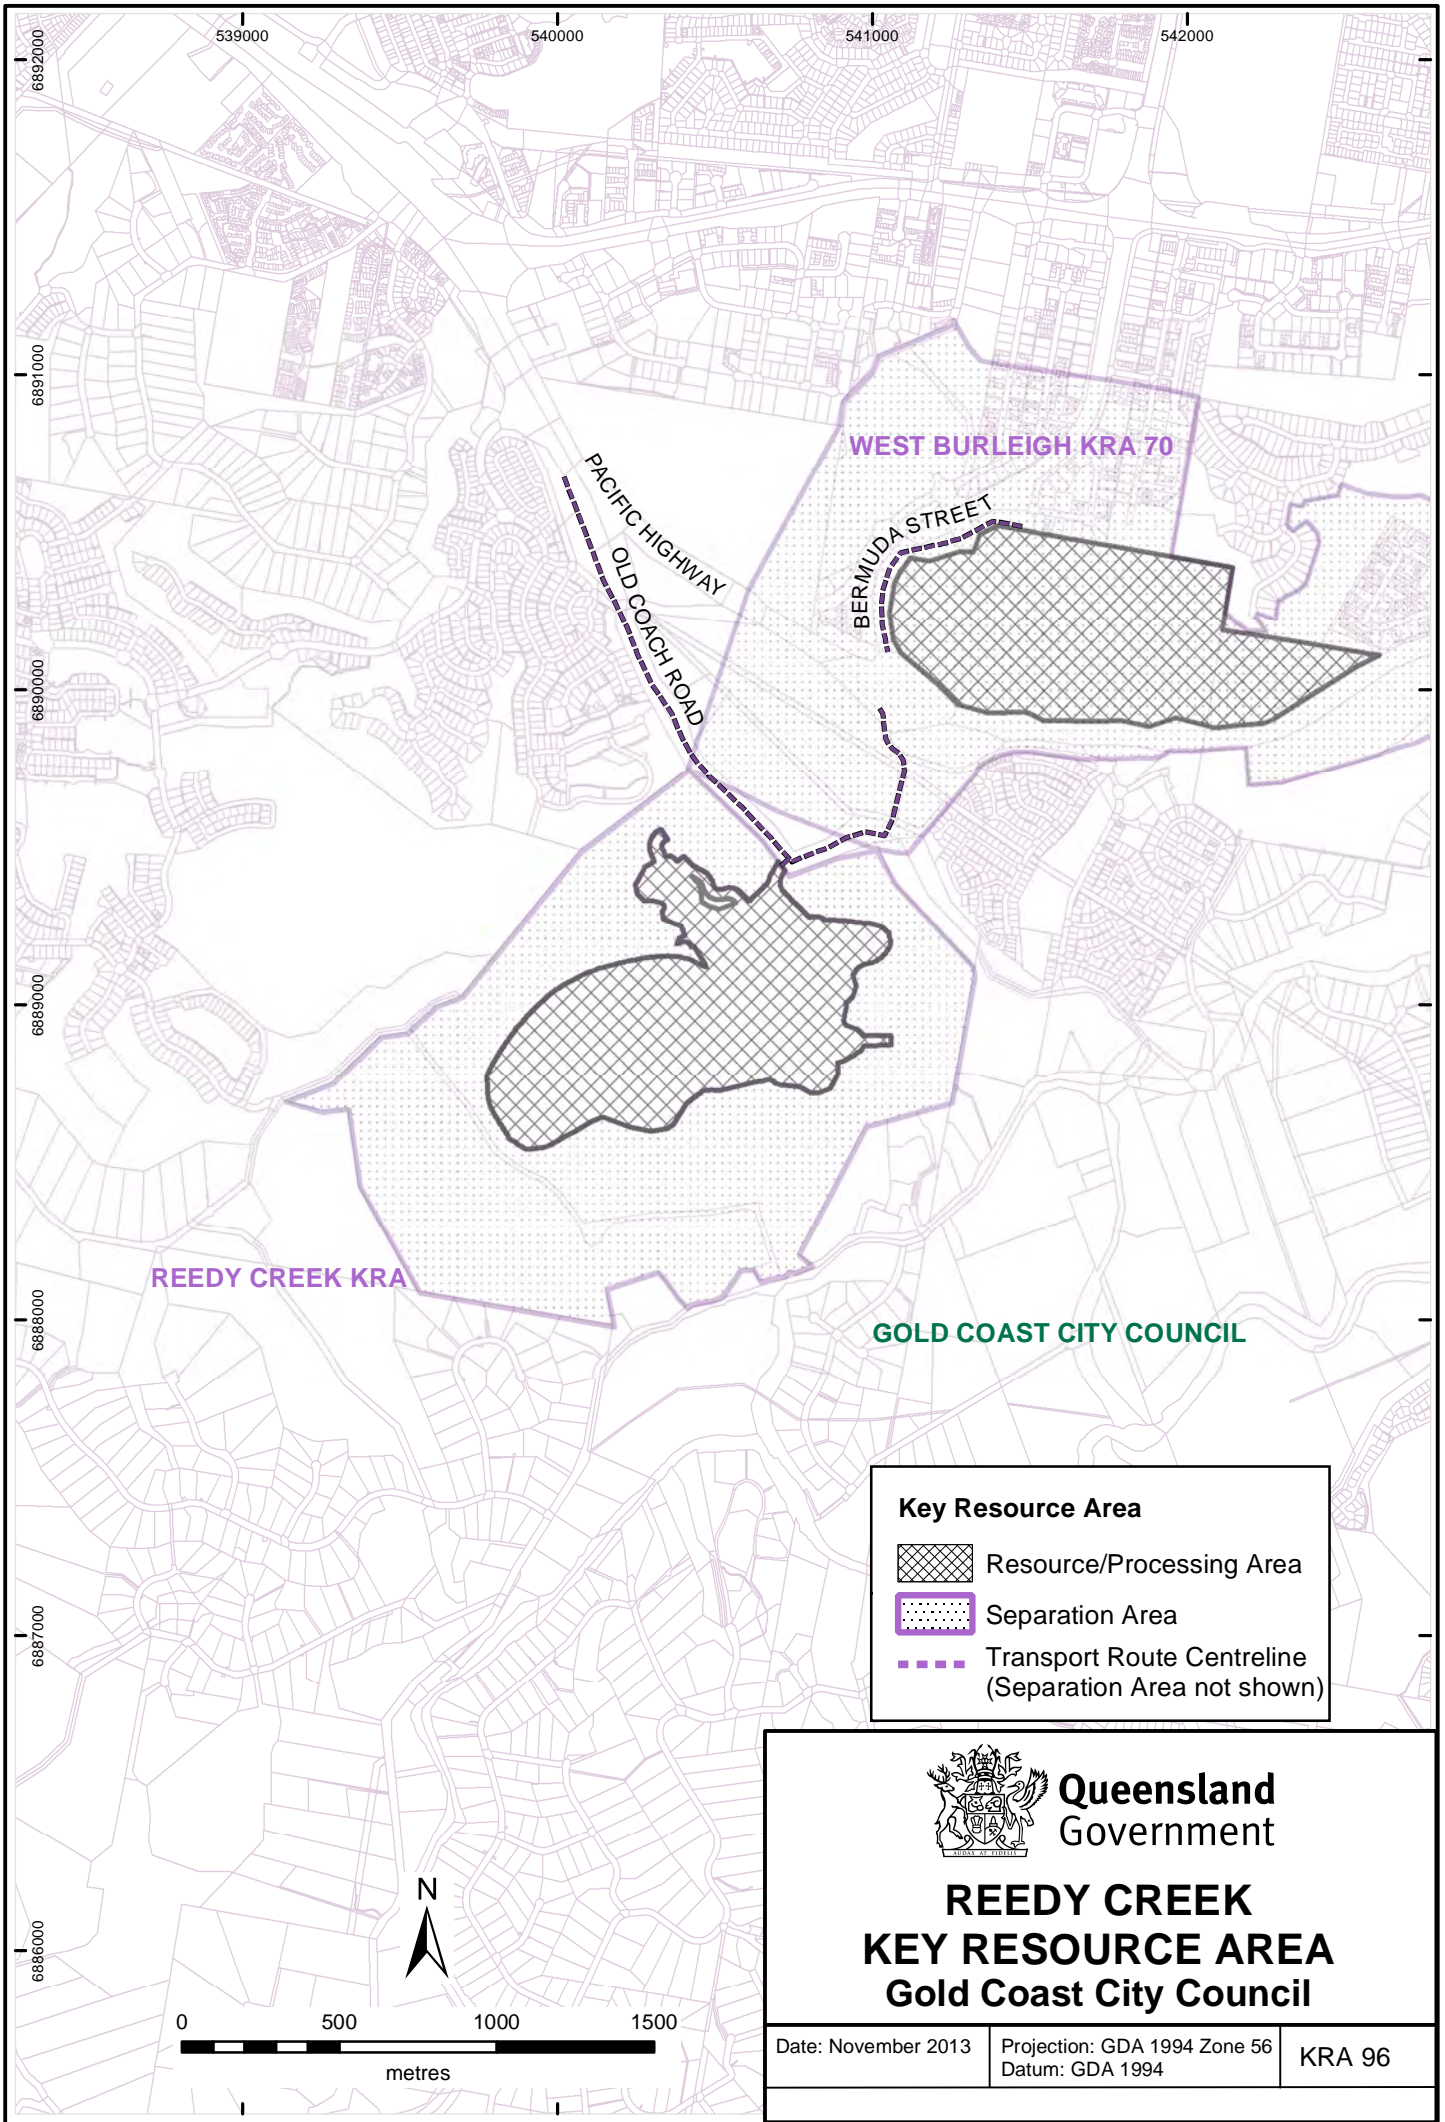 539000
540000
541000
542000
6892000
6891000
6890000
6889000
6888000
6887000
6886000
WEST BURLEIGH KRA 70
PACIFIC HIGHWAY
OLD COACH ROAD
BERMUDA STREET
REEDY CREEK KRA
GOLD COAST CITY COUNCIL
Key Resource Area
Resource/Processing Area
Separation Area
Transport Route Centreline
(Separation Area not shown)
N
0 500 1000 1500
metres
AUDAX AT FIDELIS
Queensland
Government
REEDY CREEK
KEY RESOURCE AREA
Gold Coast City Council
Date: November 2013
Projection: GDA 1994 Zone 56
Datum: GDA 1994
KRA 96